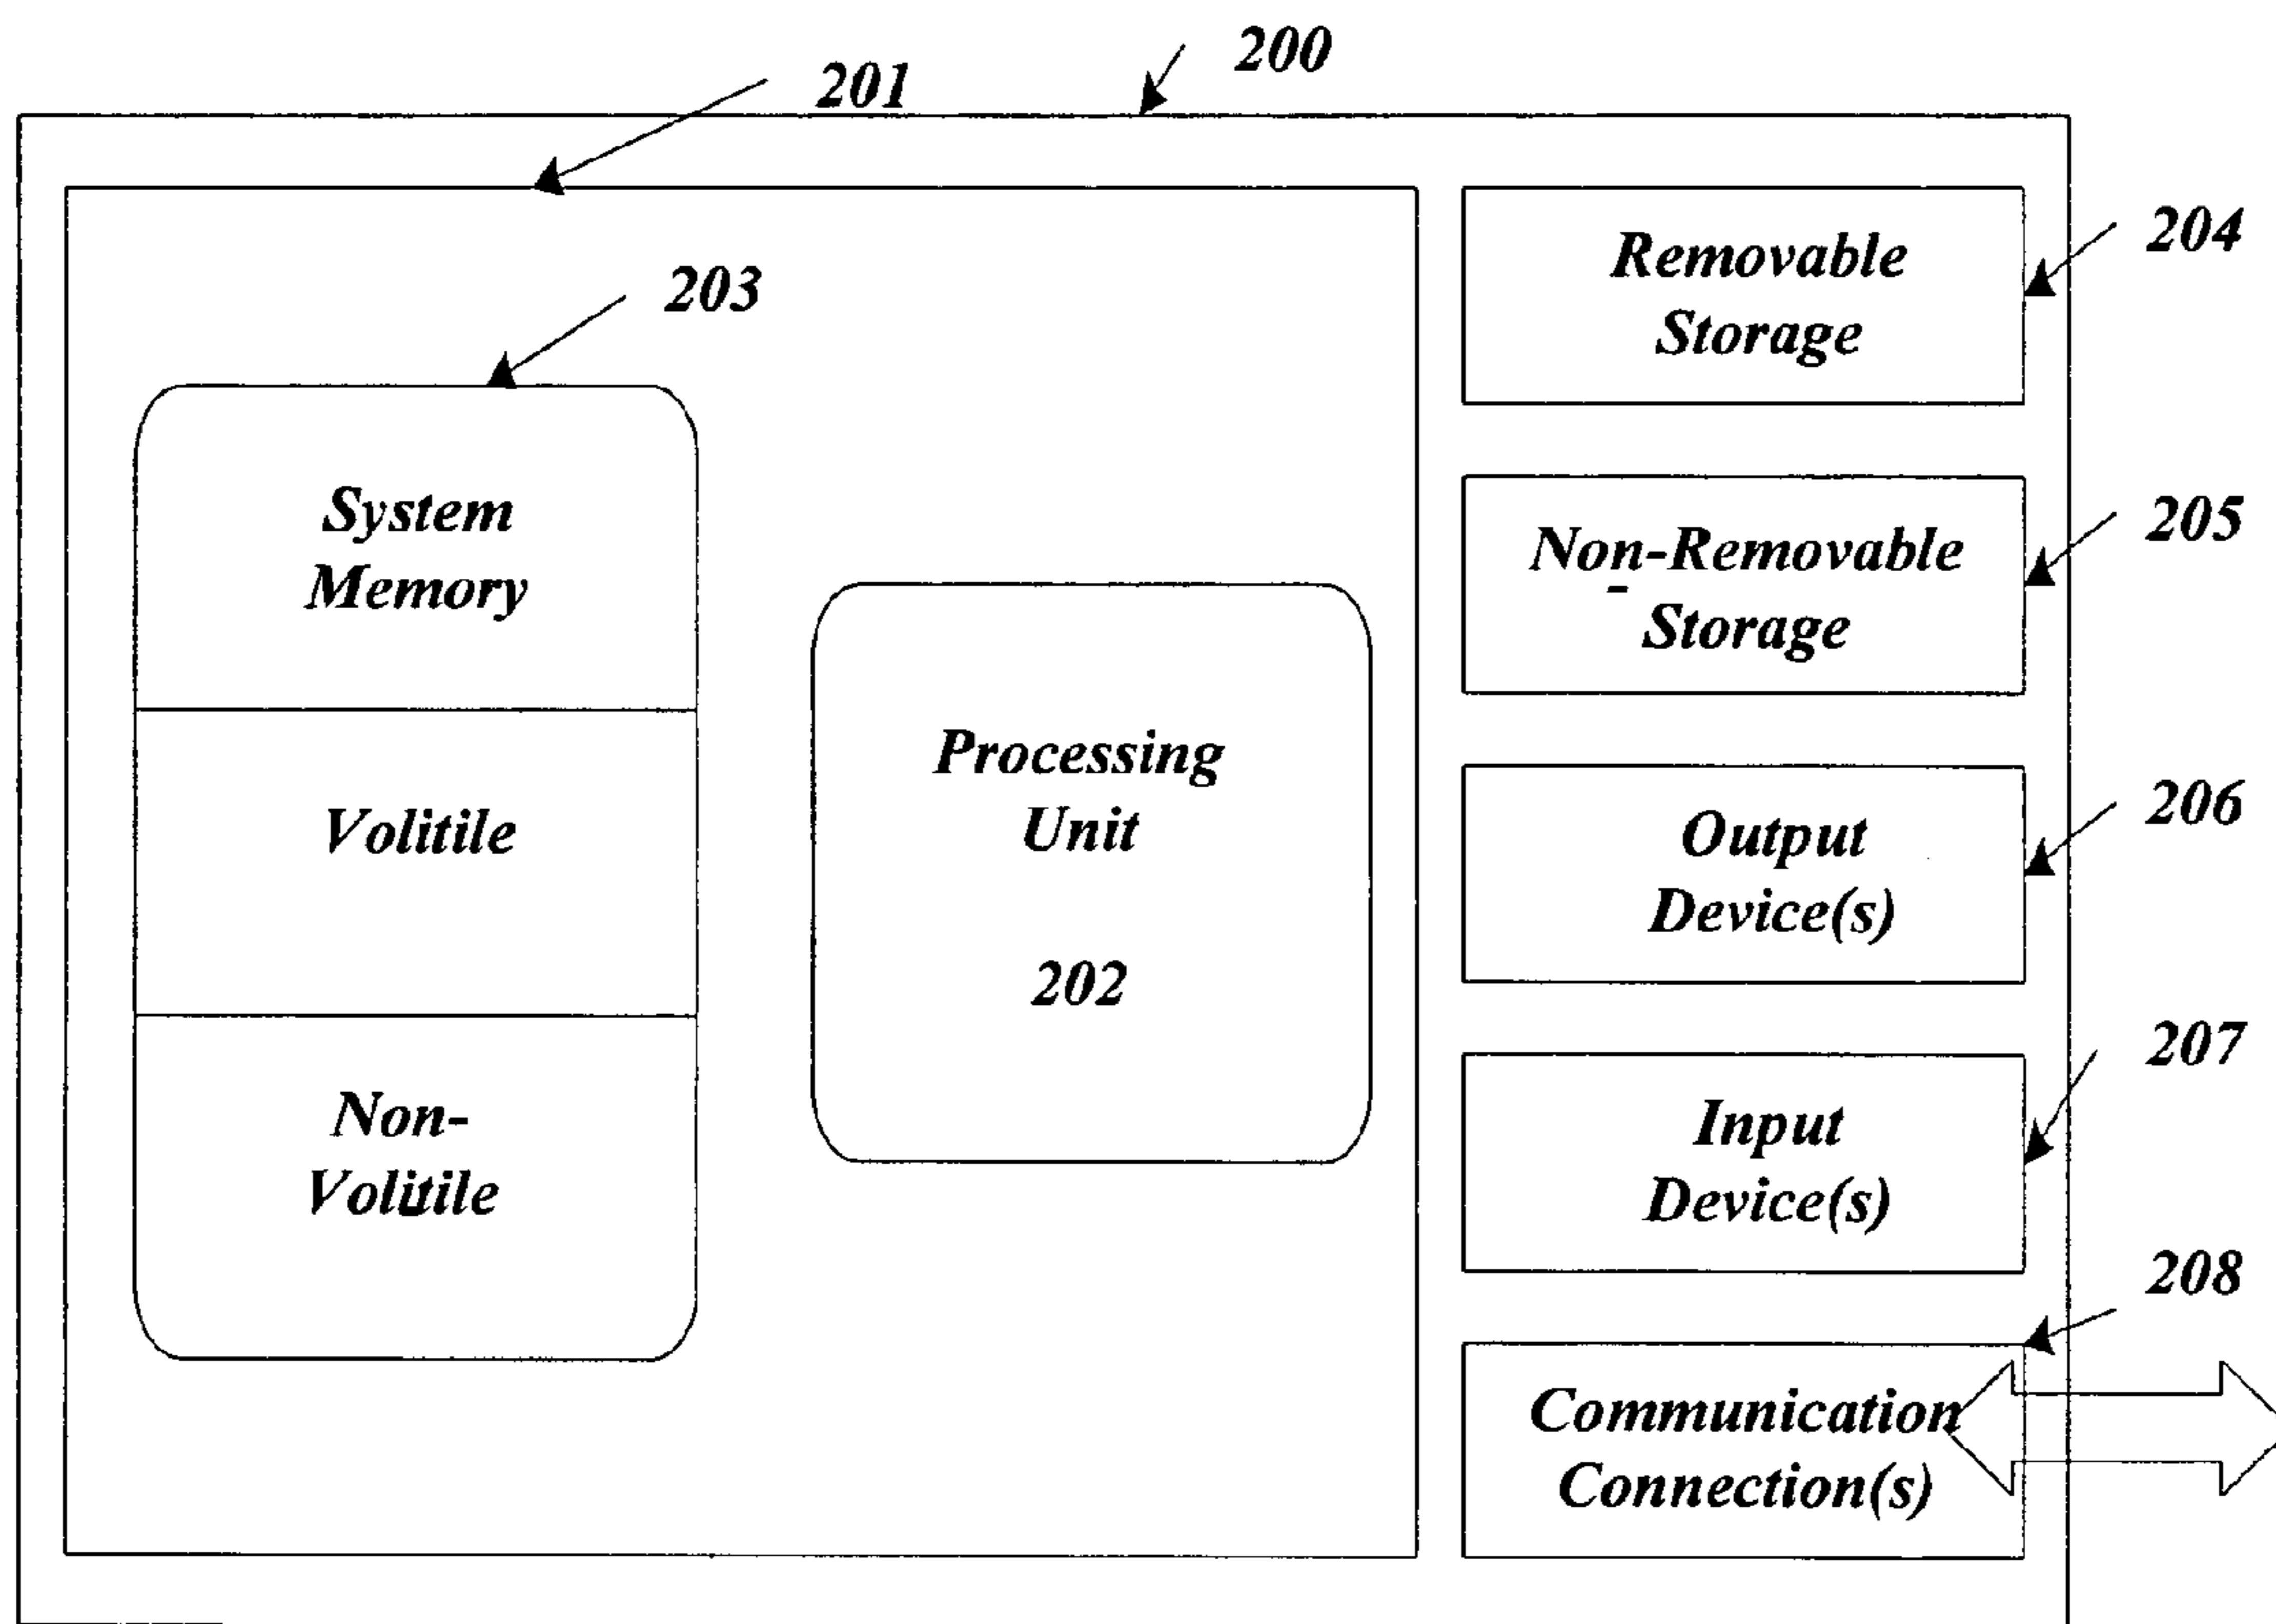 200
201
203
System
Memory
Volitile
Non-
Volitile
Processing
Unit
202
Removable
Storage
204
Non-Removable
Storage
205
Output
Device(s)
206
Input
Device(s)
207
208
Communication
Connection(s)